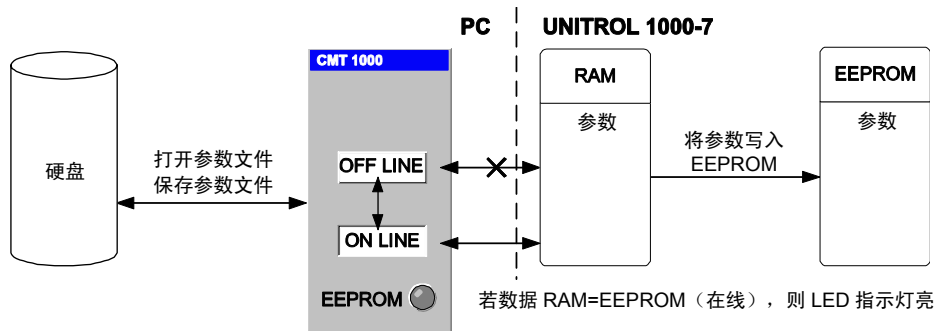 PC
UNITROL 1000-7
CMT 1000
RAM
EEPROM
参数
参数
硬盘
打开参数文件
保存参数文件
OFF LINE
将参数写入
EEPROM
ON LINE
EEPROM
若数据 RAM=EEPROM（在线），则 LED 指示灯亮